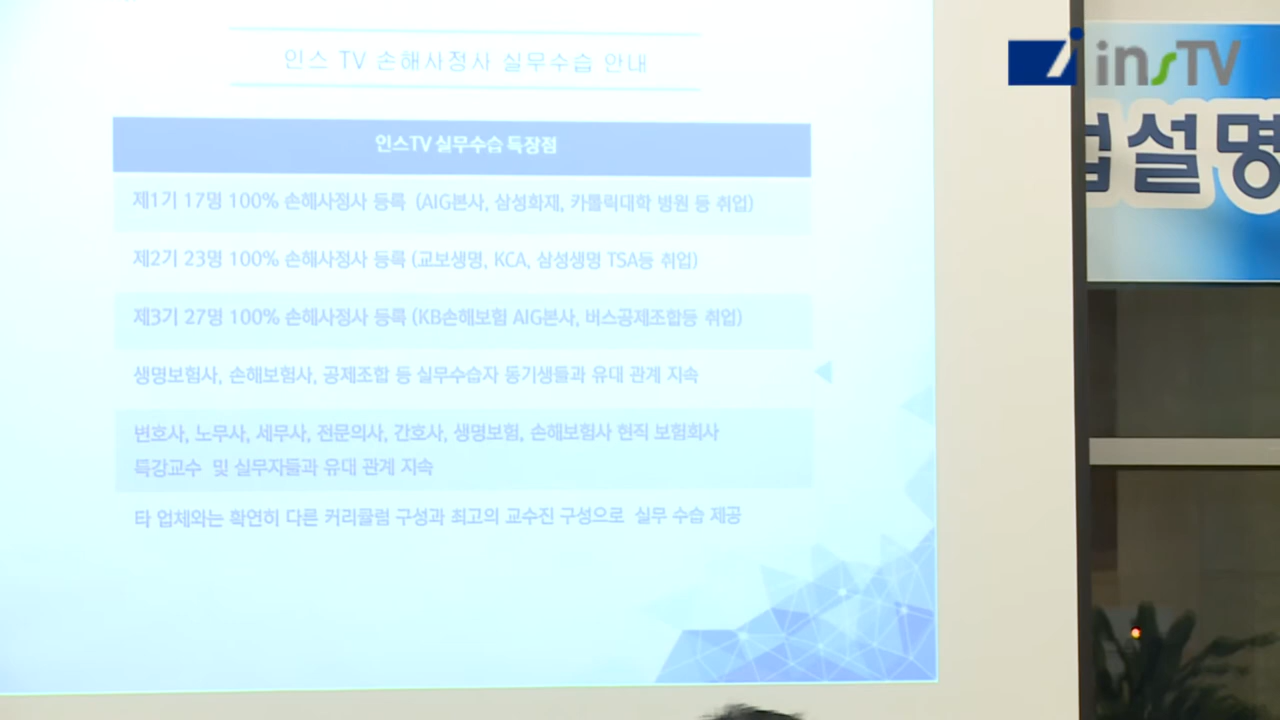 인스 TV 손해사정사 실무수습 안내
인스TV 실무수습 특장점
제1기 17명 100% 손해사정사 등록 (AIG본사, 삼성화재, 카톨릭대학 병원 등 취업)
제2기 23명 100% 손해사정사 등록 (교보생명, KCA, 삼성생명 TSA등 취업)
제3기 27명 100% 손해사정사 등록 (KB손해보험 AIG본사, 버스공제조합등 취업)
생명보험사, 손해보험사, 공제조합 등 실무수습자 동기생들과 유대 관계 지속
변호사, 노무사, 세무사, 전문의사, 간호사, 생명보험, 손해보험사 현직 보험회사
특강교수 및 실무자들과 유대 관계 지속
타 업체와는 확연히 다른 커리큘럼 구성과 최고의 교수진 구성으로 실무 수습 제공
insTV
설명